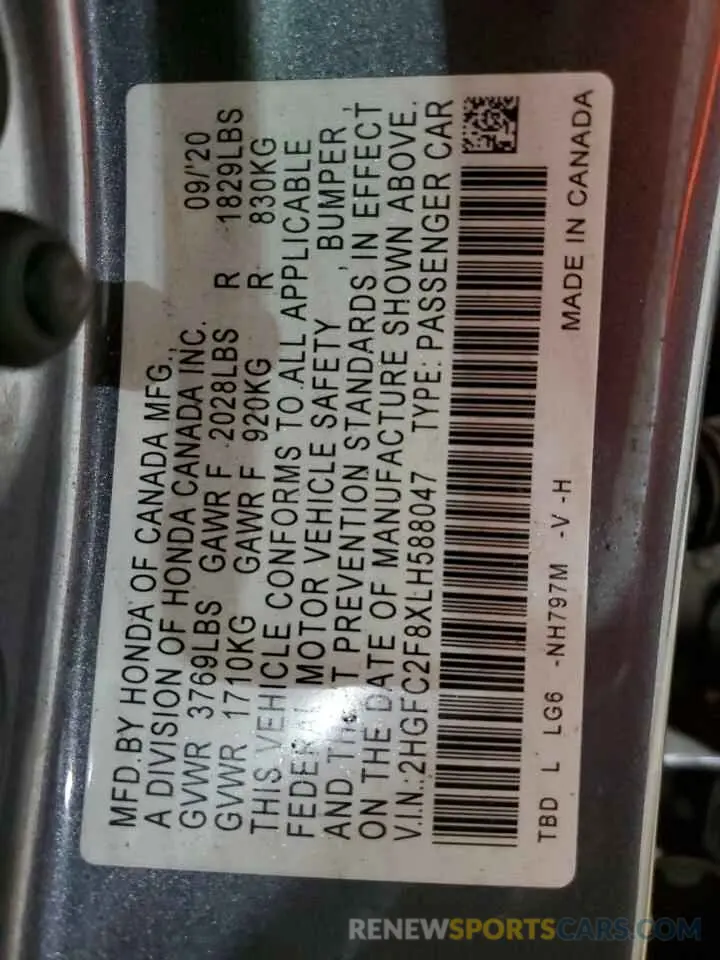 MFD.BY HONDA OF CANADA MFG., 09/'20
A DIVISION OF HONDA CANADA INC.
GVWR 3769LBS GAWR F 2028LBS R 1829LBS
GVWR 1710KG GAWR F 920KG R 830KG
THIS VEHICLE CONFORMS TO ALL APPLICABLE
MOTOR VEHICLE SAFETY, BUMPER,
AND PREVENTION STANDARDS IN EFFECT
ON THE DATE OF MANUFACTURE SHOWN ABOVE.
V.I.N.:2HGFC2F8XLH588047 TYPE: PASSENGER CAR
TBD L LG6 -NH797M -V -H
MADE IN CANADA
RENEWSPORTSCARS.COM